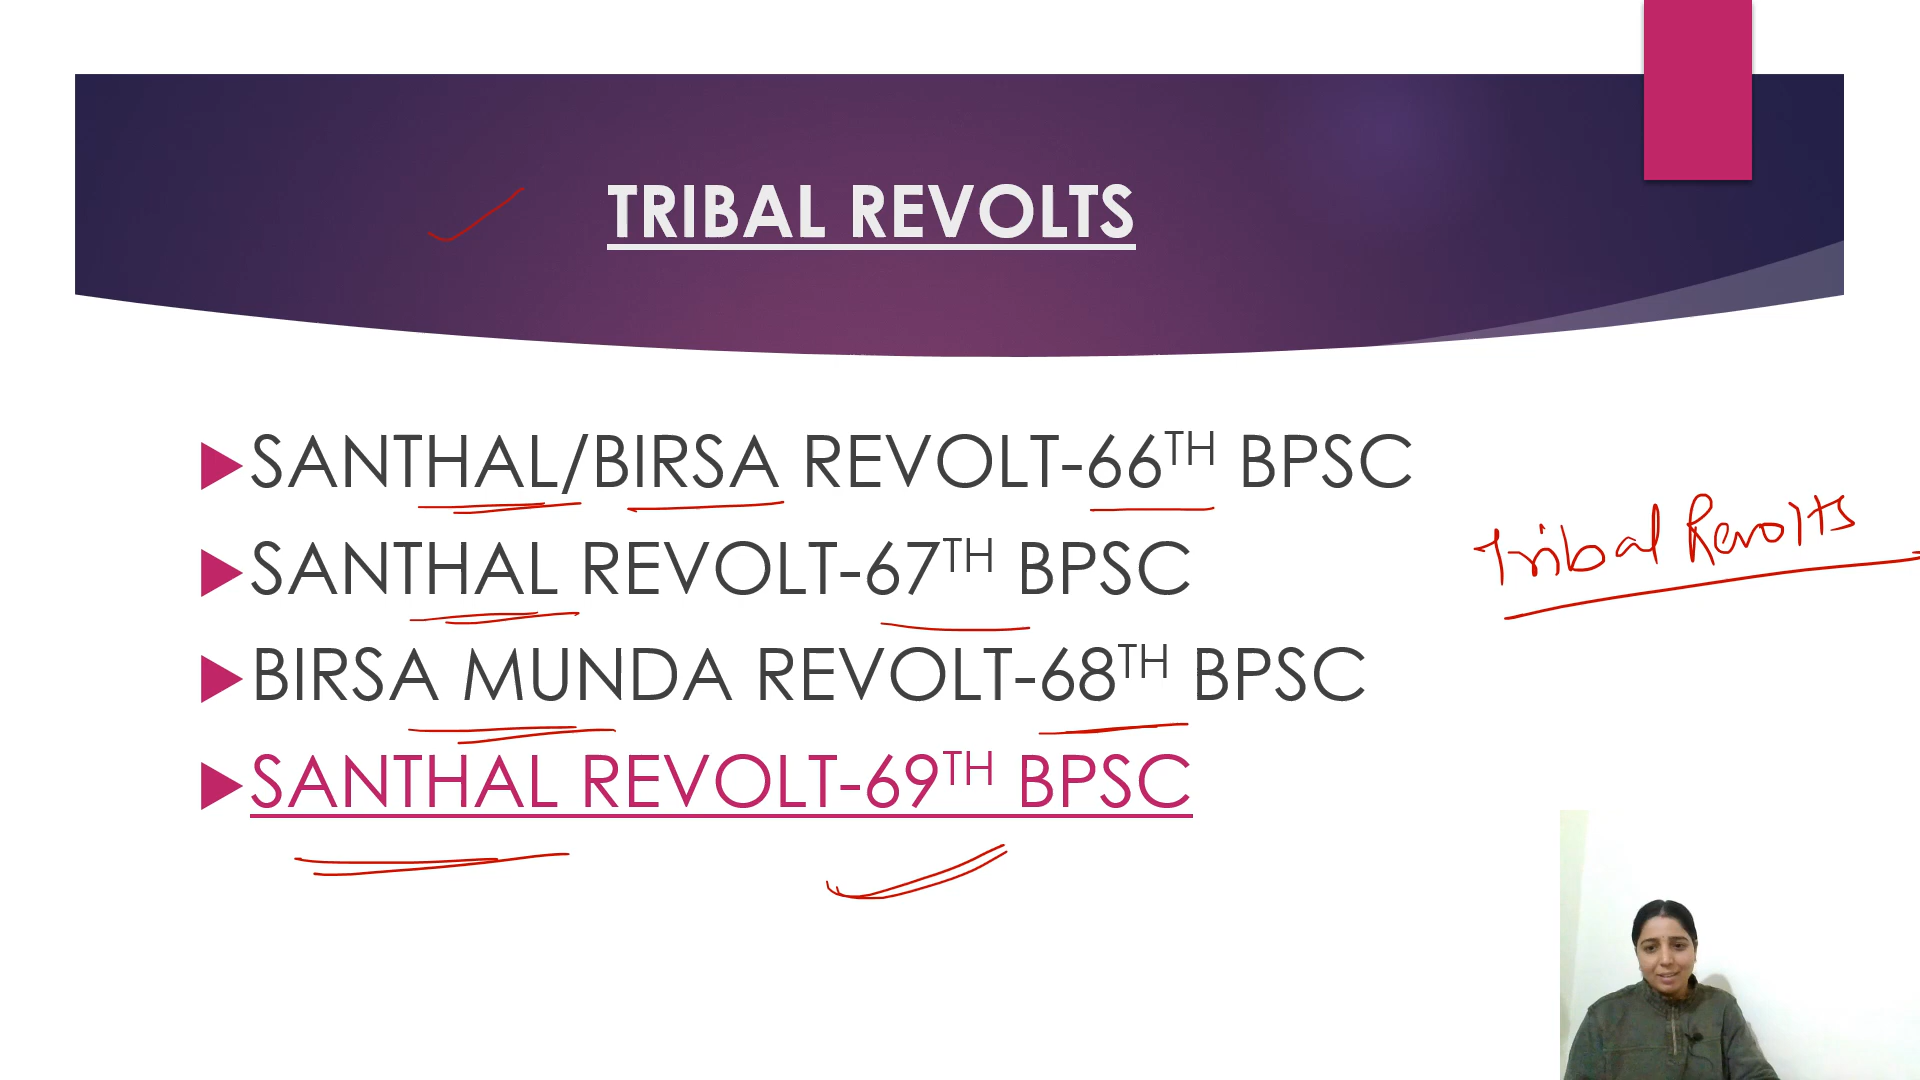 TRIBAL REVOLTS
SANTHAL/BIRSA REVOLT-66TH BPSC
SANTHAL REVOLT-67TH BPSC
Tribal Revolts
BIRSA MUNDA REVOLT-68TH BPSC
SANTHAL REVOLT-69TH BPSC